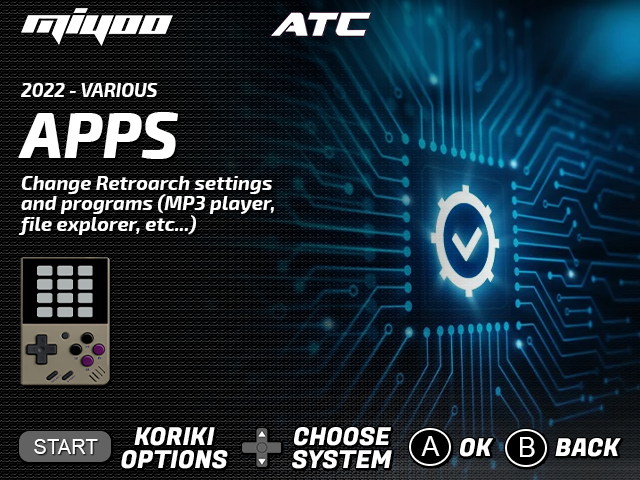 miyoo
ATC
2022 - VARIOUS
APPS
Change Retroarch settings
and programs (MP3 player,
file explorer, etc...)
START
KORIKI
OPTIONS
CHOOSE
SYSTEM
A OK
B BACK